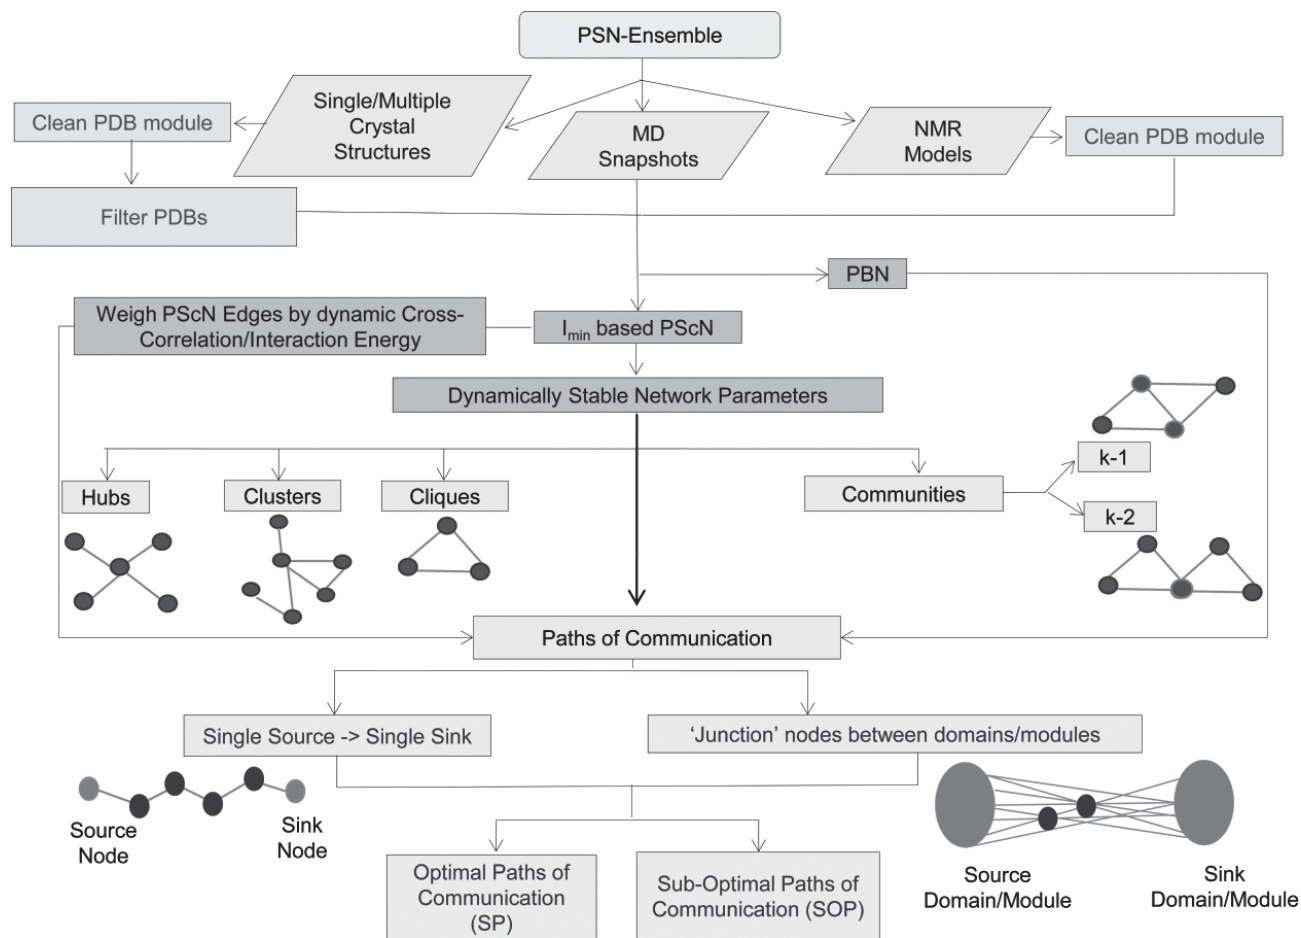 PSN-Ensemble
Single/Multiple
Crystal
Structures
Clean PDB module
MD
Snapshots
NMR
Models
Clean PDB module
Filter PDBs
PBN
Weigh PScN Edges by dynamic Cross-
Correlation/Interaction Energy
Imin based PScN
Dynamically Stable Network Parameters
k-1
Hubs
Clusters
Cliques
Communities
k-2
Paths of Communication
Single Source -> Single Sink
‘Junction’ nodes between domains/modules
Source
Node
Sink
Node
Optimal Paths of
Communication
(SP)
Sub-Optimal Paths of
Communication (SOP)
Source
Domain/Module
Sink
Domain/Module